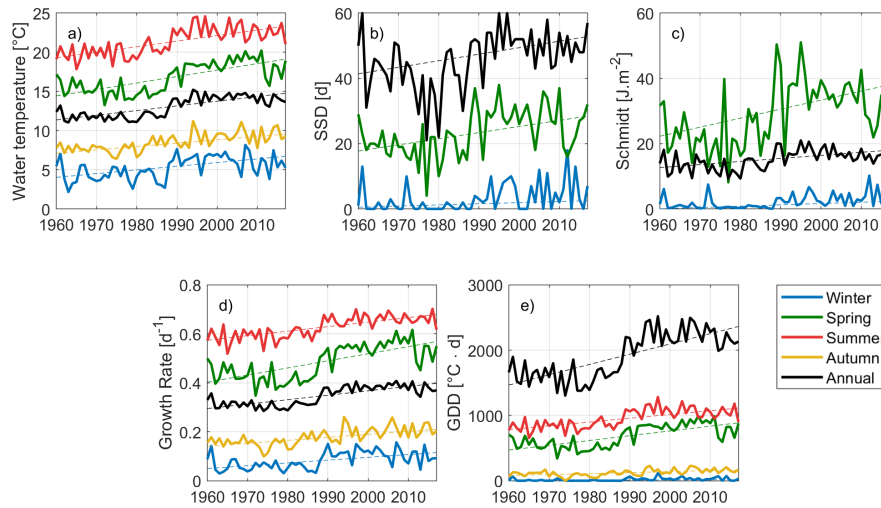 a)
Water temperature [°C]
25
20
15
10
5
0
1960 1970 1980 1990 2000 2010
b)
SSD [d]
60
40
20
0
1960 1970 1980 1990 2000 2010
c)
Schmidt [J.m⁻²]
60
40
20
0
1960 1970 1980 1990 2000 2010
d)
Growth Rate [d⁻¹]
0.8
0.6
0.4
0.2
0
1960 1970 1980 1990 2000 2010
e)
GDD [°C · d]
3000
2000
1000
0
1960 1970 1980 1990 2000 2010
Winter
Spring
Summe
Autumn
Annual